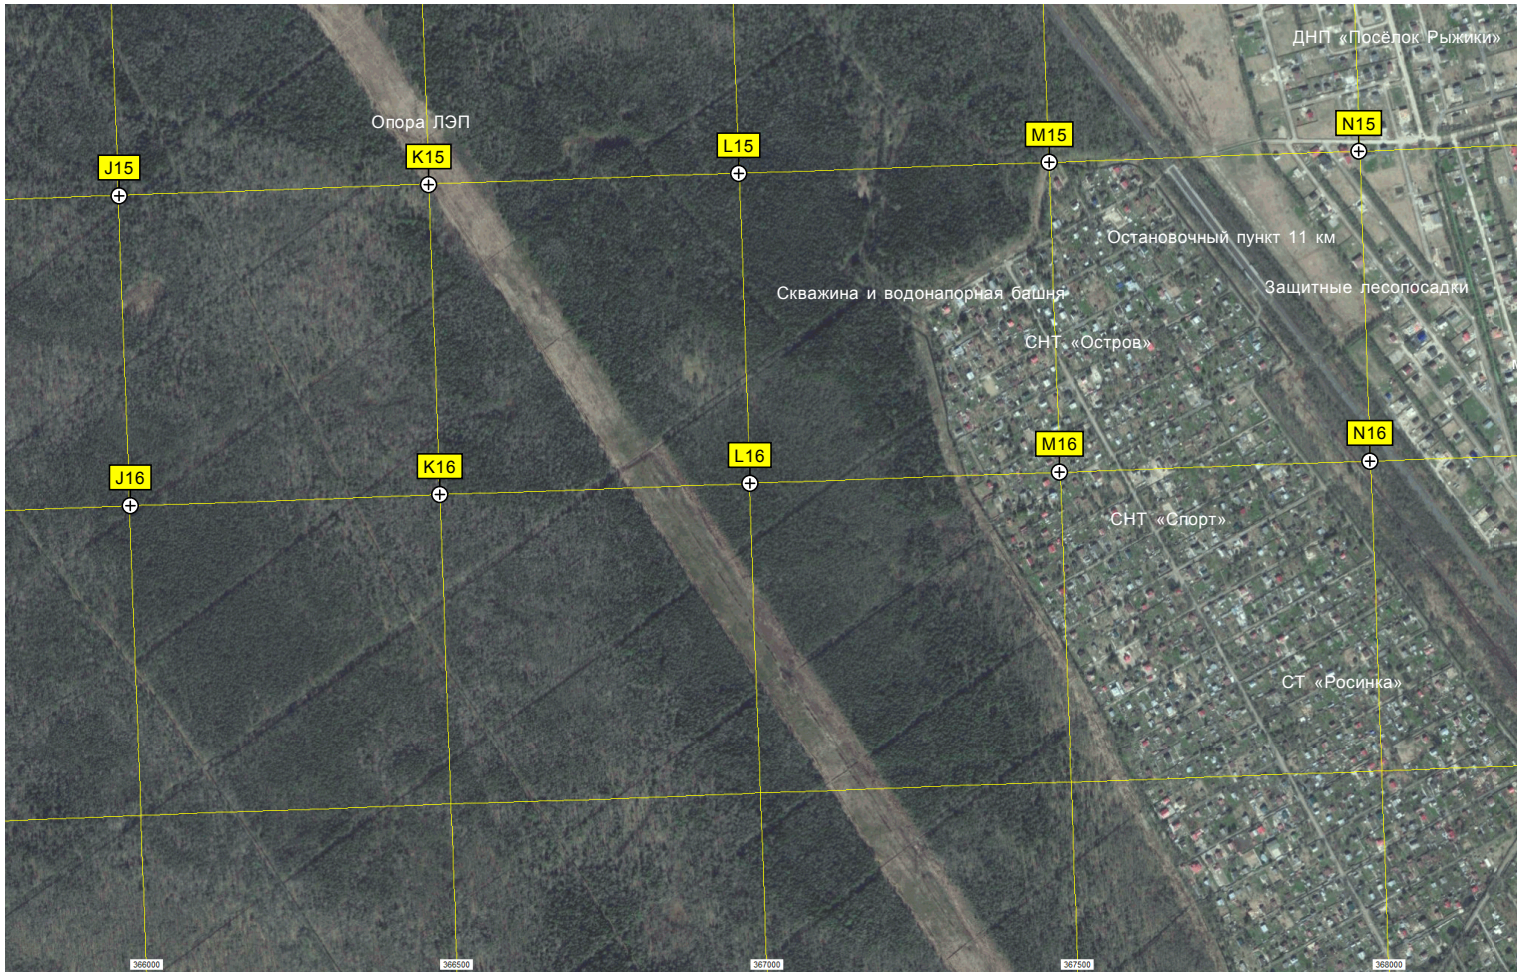 ДНП «Посёлок Рыжики»
Опора ЛЭП
N15
M15
L15
K15
J15
Остановочный пункт 11 км
Защитные лесопосадки
Скважина и водонапорная башня
СНТ «Остров»
N16
M16
L16
K16
J16
СНТ «Спорт»
СТ «Росинка»
366000
366500
367000
367500
368000